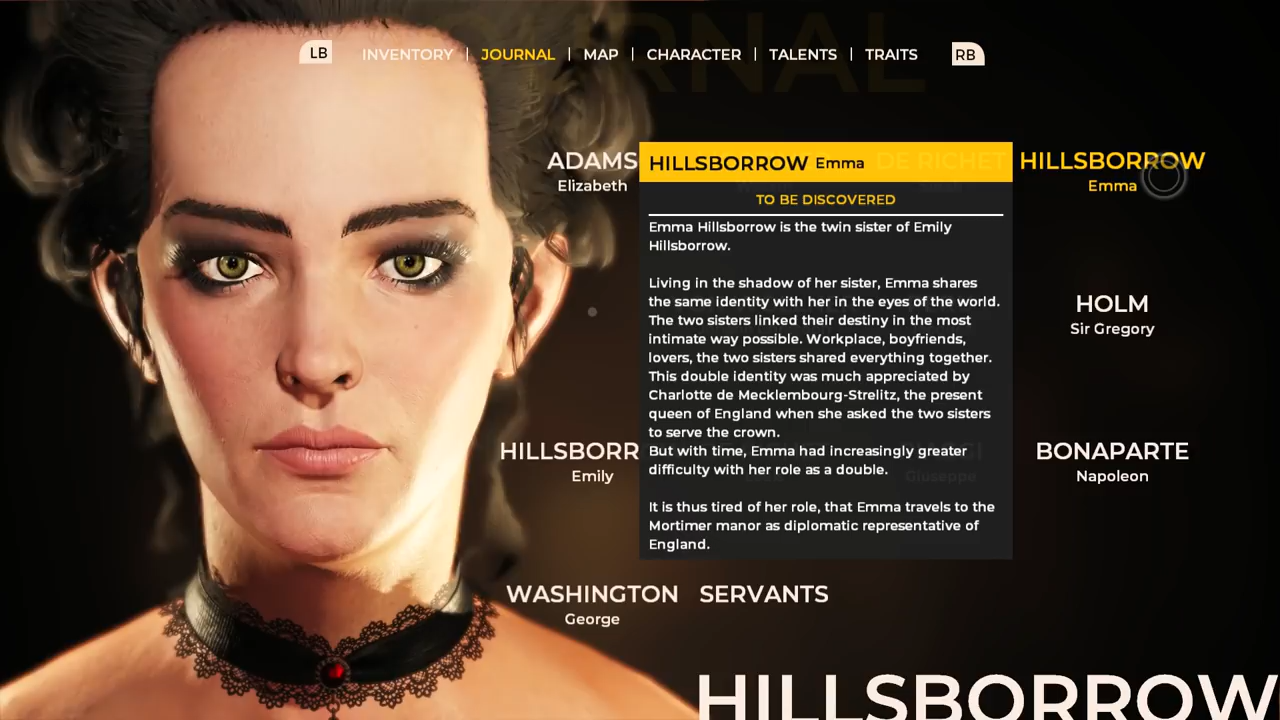 LB INVENTORY | JOURNAL | MAP | CHARACTER | TALENTS | TRAITS RB
ADAMS
Elizabeth
HILLSBORROW Emma
DE RICHET
HILLSBORROW
Emma
TO BE DISCOVERED
Emma Hillsborrow is the twin sister of Emily
Hillsborrow.
Living in the shadow of her sister, Emma shares
the same identity with her in the eyes of the world.
The two sisters linked their destiny in the most
intimate way possible. Workplace, boyfriends,
lovers, the two sisters shared everything together.
This double identity was much appreciated by
Charlotte de Mecklembourg-Strelitz, the present
queen of England when she asked the two sisters
to serve the crown.
But with time, Emma had increasingly greater
difficulty with her role as a double.
It is thus tired of her role, that Emma travels to the
Mortimer manor as diplomatic representative of
England.
HOLM
Sir Gregory
HILLSBORR
Emily
Giuseppe
BONAPARTE
Napoleon
WASHINGTON
George
SERVANTS
HILLSBORROW